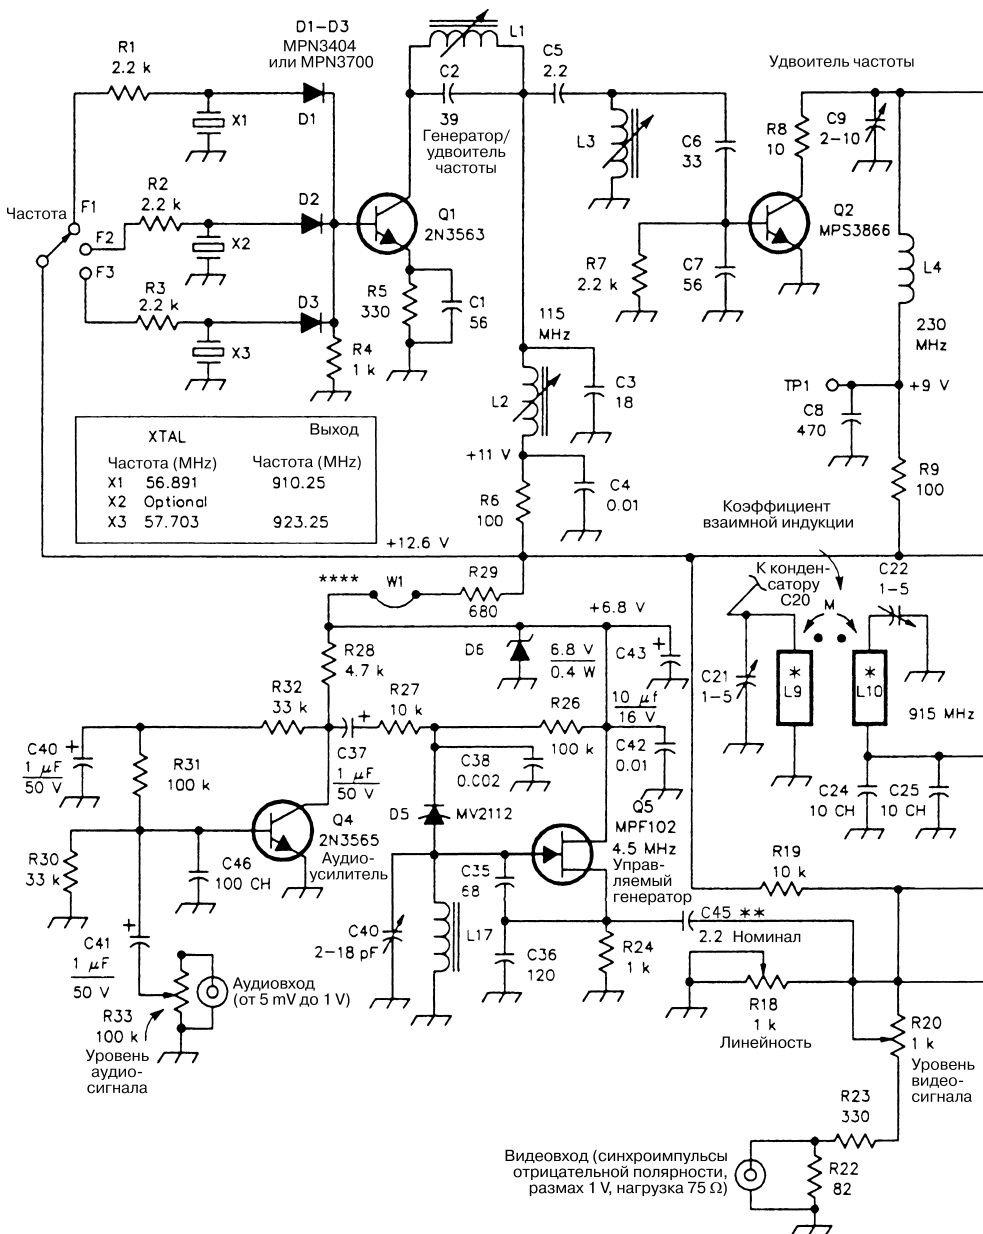 D1-D3
MPN3404
или MPN3700
R1
2.2 k
X1
D1
L1
C2
39
Генератор/
удвоитель
частоты
C5
2.2
Удвоитель частоты
L3
C6
33
R8
10
C9
2-10
Частота
F1
F2
F3
R2
2.2 k
X2
D2
Q1
2N3563
R7
2.2 k
C7
56
Q2
MPS3866
L4
R3
2.2 k
X3
D3
R4
1 k
R5
330
C1
56
115
MHz
230
MHz
L2
C3
18
TP1
+9 V
C8
470
XTAL
Выход
Частота (MHz)
Частота (MHz)
X1 56.891
910.25
X2 Optional
X3 57.703
923.25
+11 V
R6
100
C4
0.01
R9
100
+12.6 V
Коэффициент
взаимной индукции
****
W1
R29
680
К конден-
сатору
C20
M
C22
1-5
+6.8 V
R28
4.7 k
D6
6.8 V
0.4 W
C43
10 μf
16 V
C21
1-5
*
L9
*
L10
915 MHz
R32
33 k
R27
10 k
R26
100 k
C42
0.01
C40
1 μF
50 V
R31
100 k
C37
1 μF
50 V
C38
0.002
C24
10 CH
C25
10 CH
D5
MV2112
Q5
MPF102
4.5 MHz
Управ-
ляемый
генератор
Q4
2N3565
Аудио-
усилитель
R30
33 k
C46
100 CH
R19
10 k
C35
68
C45 **
2.2 Номинал
C41
1 μF
50 V
C40
2-18 pF
L17
C36
120
R24
1 k
Аудиовход
(от 5 mV до 1 V)
R33
100 k
Уровень
аудио-
сигнала
R18
1 k
Линейность
R20
1 k
Уровень
видео-
сигнала
R23
330
Видеовход (синхроимпульсы
отрицательной полярности,
размах 1 V, нагрузка 75 Ω)
R22
82